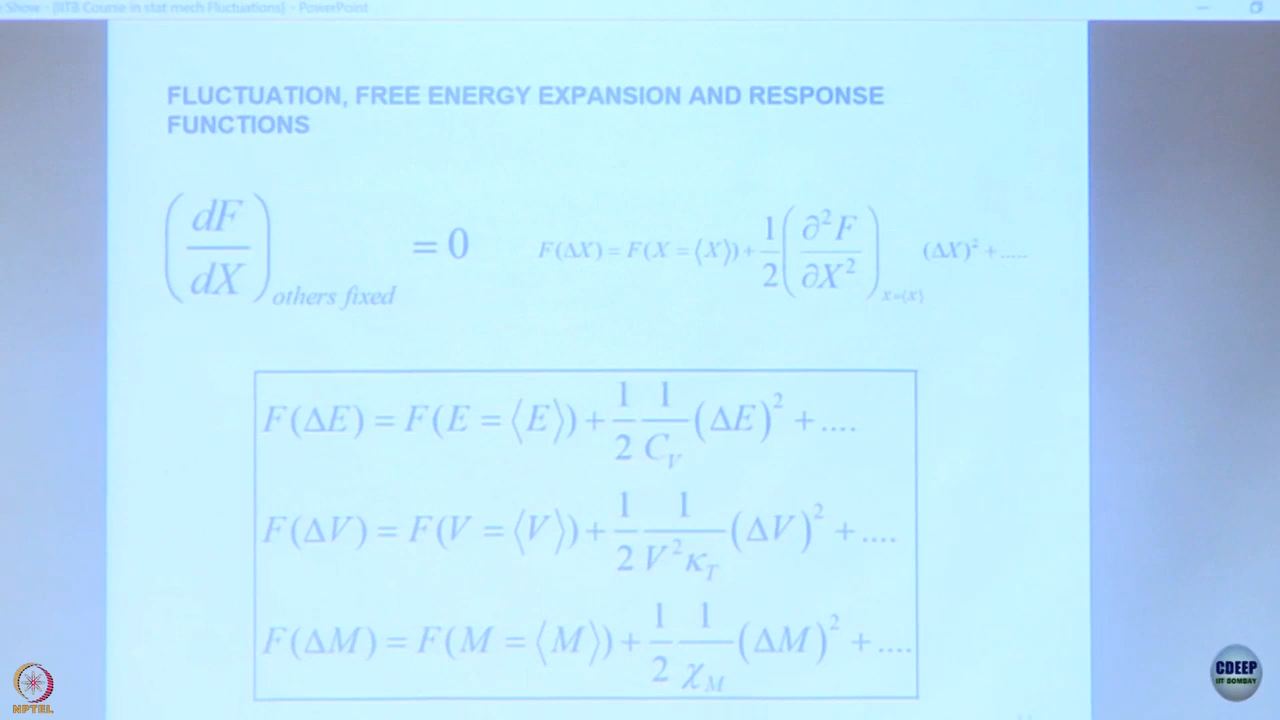 Show - [IITB Course in stat mech Fluctuations] - PowerPoint
FLUCTUATION, FREE ENERGY EXPANSION AND RESPONSE
FUNCTIONS
(dF/dX)_others fixed = 0    F(ΔX) = F(X = ⟨X⟩) + 1/2 (∂²F/∂X²)_X=⟨X⟩ (ΔX)² + .....
F(ΔE) = F(E = ⟨E⟩) + 1/2 1/C_V (ΔE)² + ....
F(ΔV) = F(V = ⟨V⟩) + 1/2 1/V²κ_T (ΔV)² + ....
F(ΔM) = F(M = ⟨M⟩) + 1/2 1/χ_M (ΔM)² + ....
NPTEL
CDEEP
IIT BOMBAY